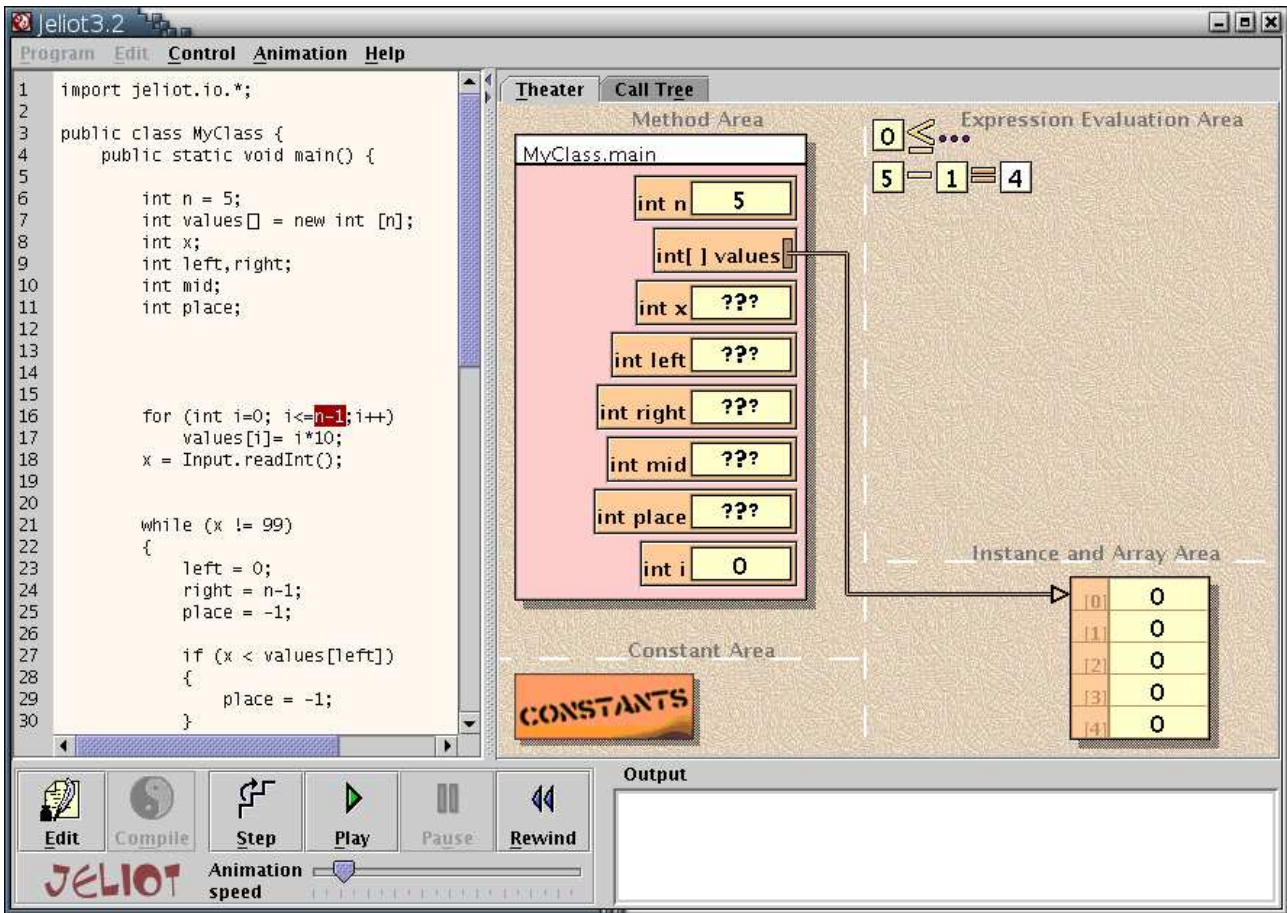 Jeliot3.2
Program Edit Control Animation Help
1 import jeliot.io.*;
2
3 public class MyClass {
4 public static void main() {
5
6 int n = 5;
7 int values[] = new int [n];
8 int x;
9 int left,right;
10 int mid;
11 int place;
12
13
14
15
16 for (int i=0; i<=n-1;i++)
17 values[i]= i*10;
18 x = Input.readInt();
19
20
21 while (x != 99)
22 {
23 left = 0;
24 right = n-1;
25 place = -1;
26
27 if (x < values[left])
28 {
29 place = -1;
30 }
Theater Call Tree
Method Area
MyClass.main
int n 5
int[ ] values
int x ???
int left ???
int right ???
int mid ???
int place ???
int i 0
Expression Evaluation Area
0 ≤ ...
5 - 1 = 4
Constant Area
CONSTANTS
Instance and Array Area
[0] 0
[1] 0
[2] 0
[3] 0
[4] 0
Edit Compile Step Play Pause Rewind
JELIOT
Animation speed
Output